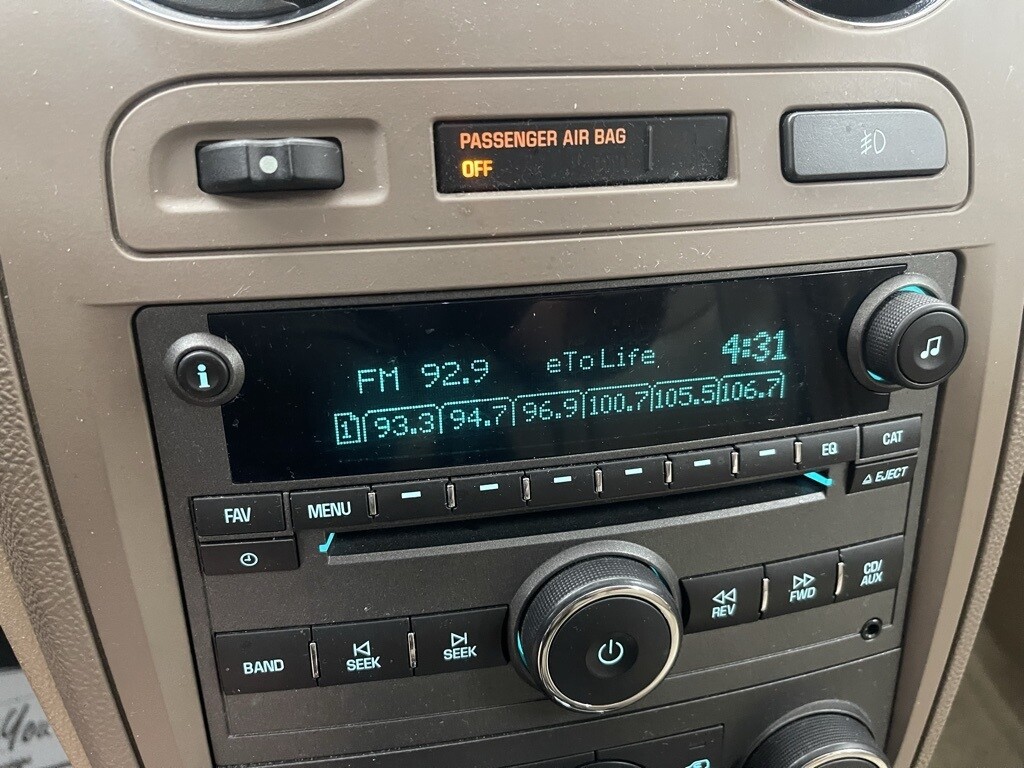 PASSENGER AIR BAG
OFF
i
FM 92.9 eToLife 4:31
1 93.3 94.7 96.9 100.7 105.5 106.7
FAV MENU EQ CAT
EJECT
BAND SEEK SEEK REV FWD CD/
AUX
You